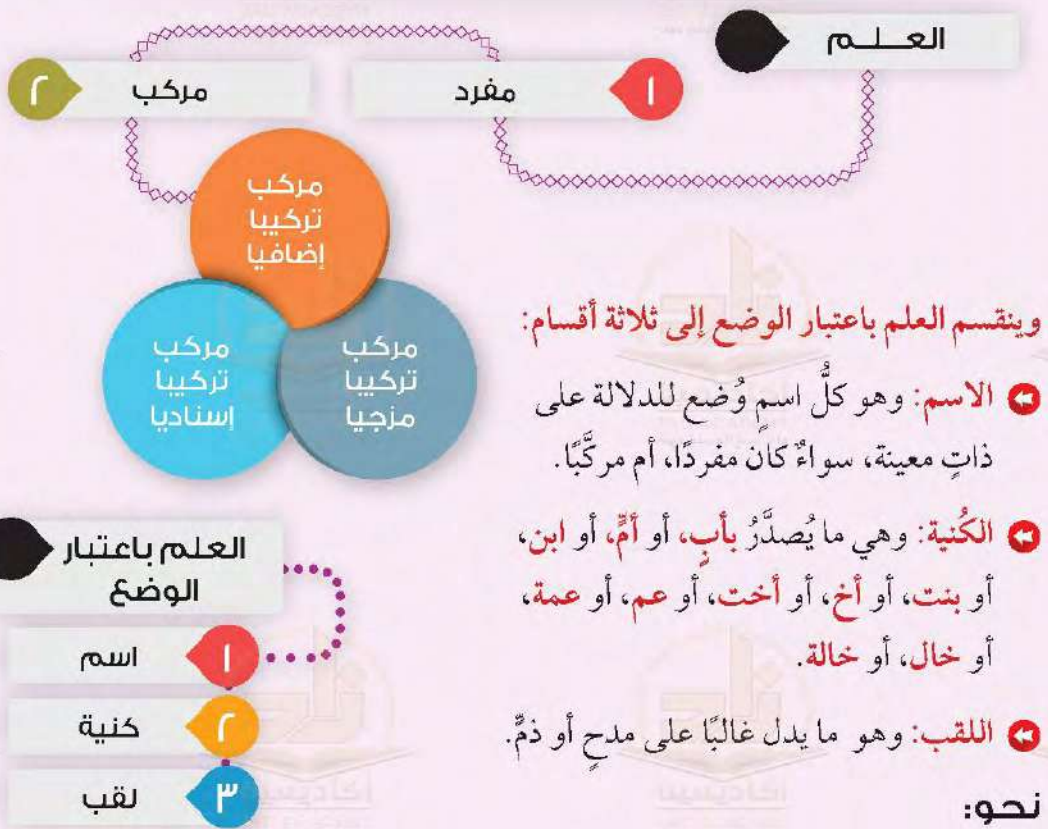 العـلـم
١ مفرد
٢ مركب
مركب
تركيبا
إضافيا
مركب
تركيبا
مزجيا
مركب
تركيبا
إسناديا
وينقسم العلم باعتبار الوضع إلى ثلاثة أقسام:
الاسم: وهو كلُّ اسمٍ وُضع للدلالة على
ذاتٍ معينة، سواءٌ كان مفردًا، أم مركَّبًا.
الكُنية: وهي ما يُصدَّرُ بأبٍ، أو أمٍّ، أو ابن،
أو بنت، أو أخ، أو أخت، أو عم، أو عمة،
أو خال، أو خالة.
اللقب: وهو ما يدل غالبًا على مدحٍ أو ذمٍّ.
نحو:
العلم باعتبار
الوضع
١ اسم
٢ كنية
٣ لقب